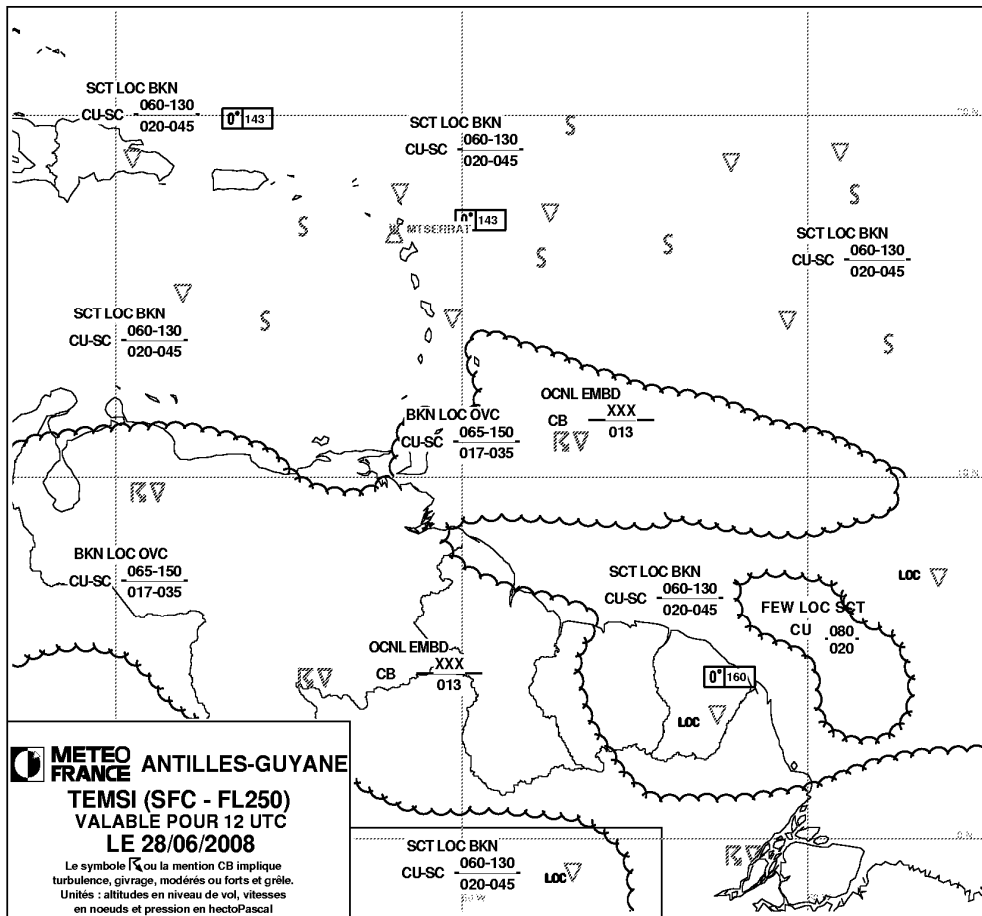 SCT LOC BKN
CU-SC 060-130
020-045
0° 143
SCT LOC BKN
CU-SC 060-130
020-045
0° 143
MTSERRAT
SCT LOC BKN
CU-SC 060-130
020-045
SCT LOC BKN
CU-SC 060-130
020-045
OCNL EMBD
CB XXX
013
BKN LOC OVC
CU-SC 065-150
017-035
BKN LOC OVC
CU-SC 065-150
017-035
SCT LOC BKN
CU-SC 060-130
020-045
LOC
FEW LOC SCT
CU 080
020
OCNL EMBD
CB XXX
013
0° 160
LOC
METEO
FRANCE
ANTILLES-GUYANE
TEMSI (SFC - FL250)
VALABLE POUR 12 UTC
LE 28/06/2008
Le symbole ou la mention CB implique
turbulence, givrage, modérés ou forts et grêle.
Unités : altitudes en niveau de vol, vitesses
en noeuds et pression en hectoPascal
SCT LOC BKN
CU-SC 060-130
020-045
LOC